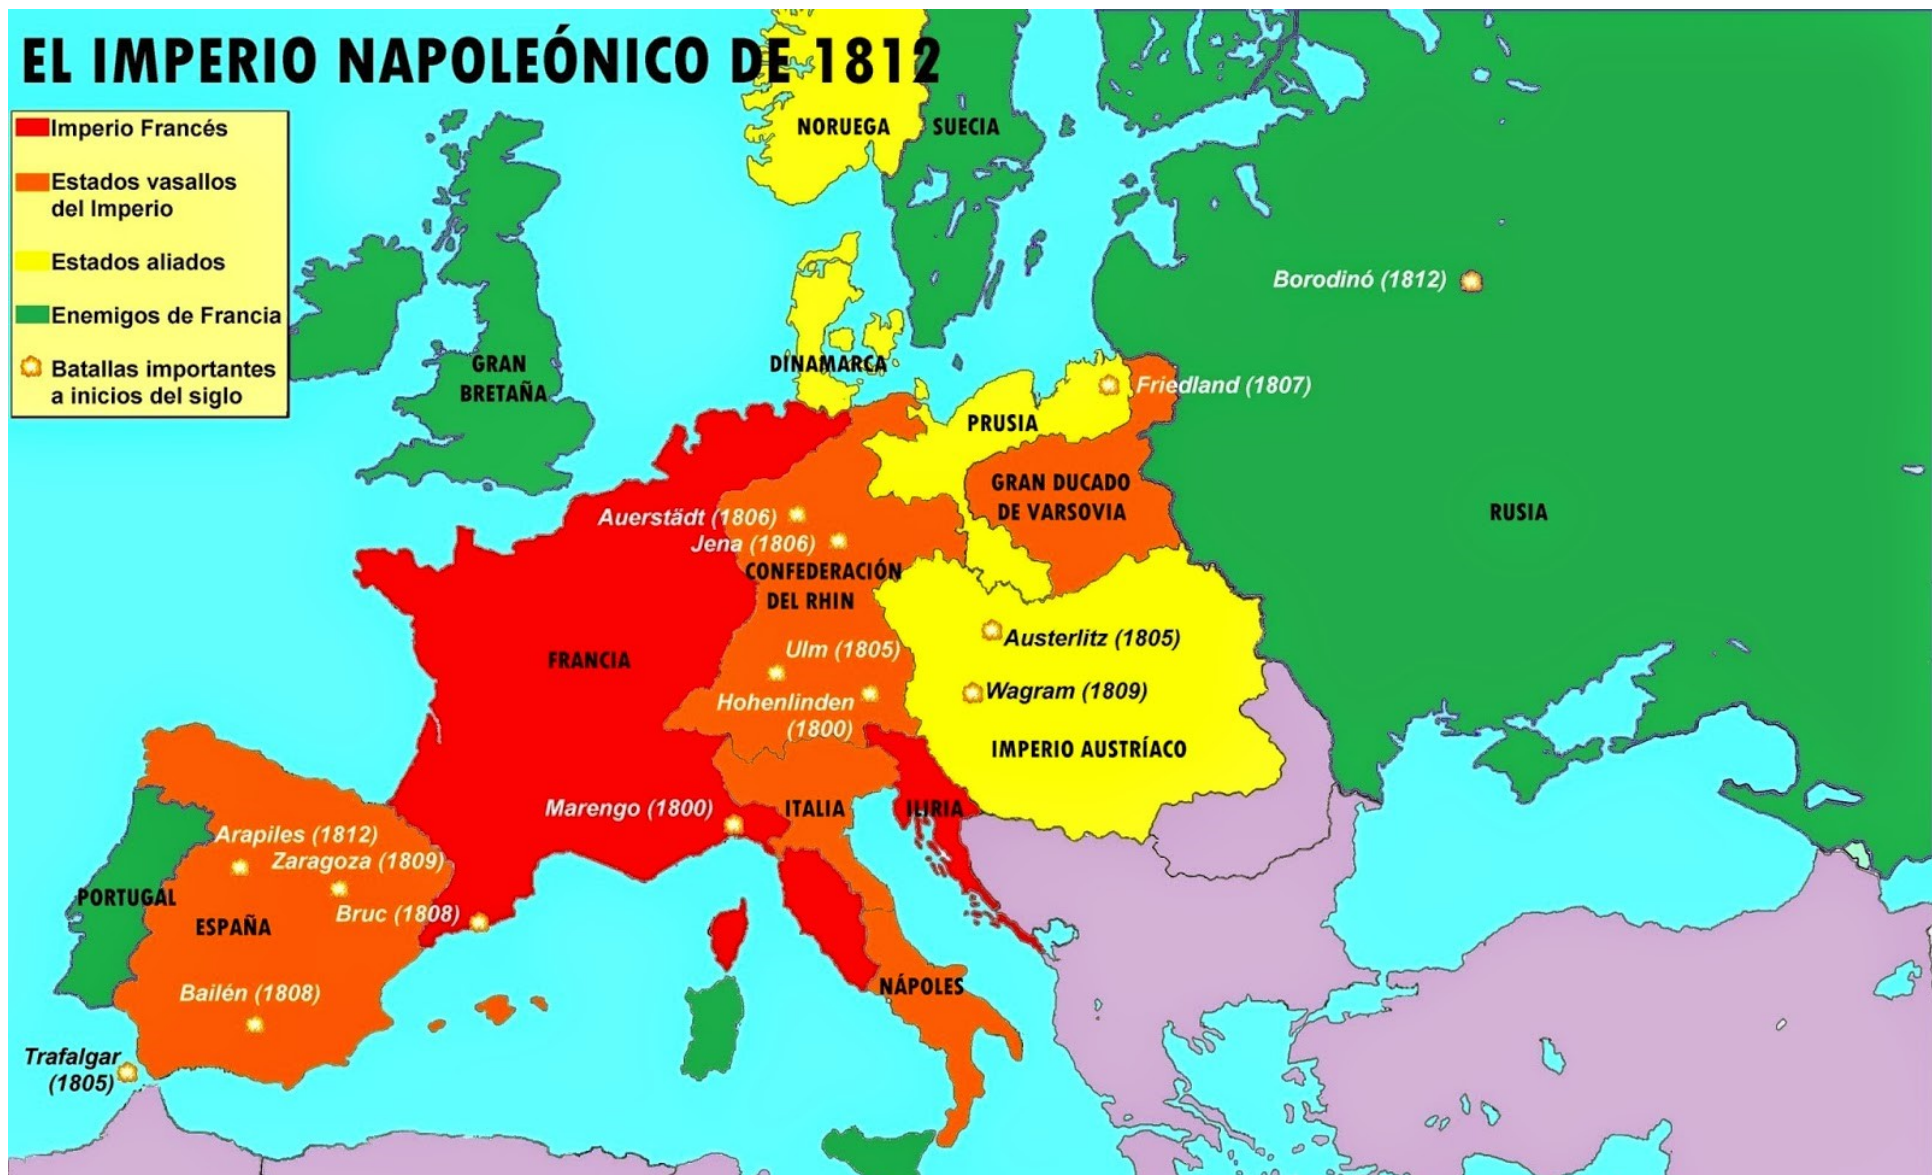 EL IMPERIO NAPOLEÓNICO DE 1812
Imperio Francés
Estados vasallos
del Imperio
Estados aliados
Enemigos de Francia
Batallas importantes
a inicios del siglo
NORUEGA
SUECIA
Borodinó (1812)
GRAN
BRETAÑA
DINAMARCA
Friedland (1807)
PRUSIA
GRAN DUCADO
DE VARSOVIA
RUSIA
Auerstädt (1806)
Jena (1806)
CONFEDERACIÓN
DEL RHIN
Austerlitz (1805)
Ulm (1805)
FRANCIA
Wagram (1809)
Hohenlinden
(1800)
IMPERIO AUSTRÍACO
Marengo (1800)
ITALIA
ILIRIA
Arapiles (1812)
Zaragoza (1809)
PORTUGAL
Bruc (1808)
ESPAÑA
NÁPOLES
Bailén (1808)
Trafalgar
(1805)